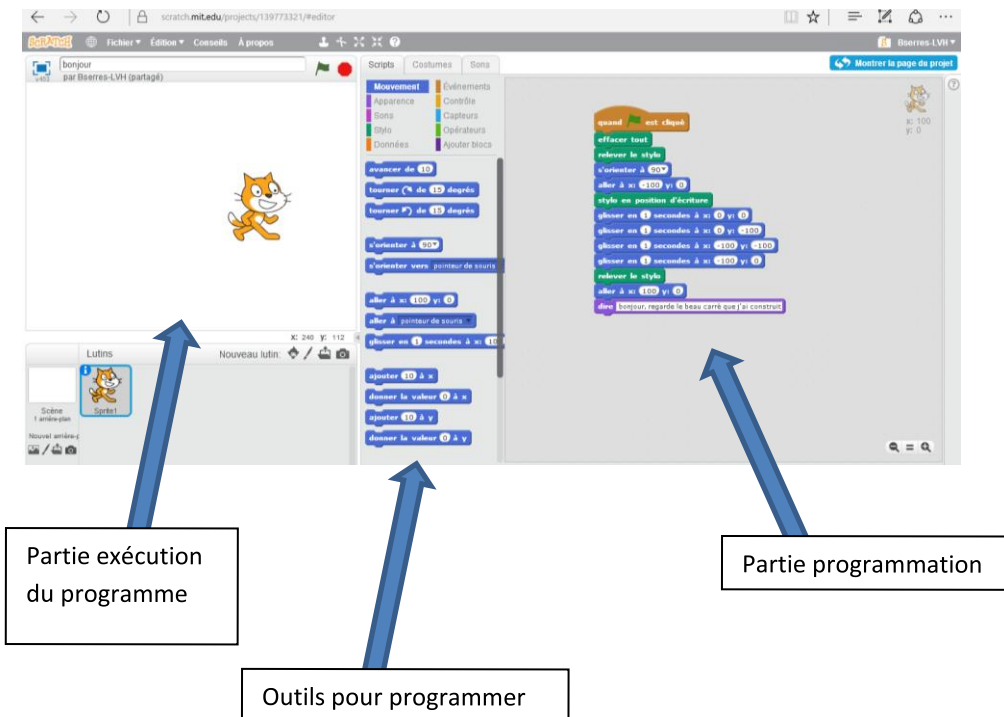 scratch.mit.edu/projects/139773321/#editor
SCRATCH Fichier Édition Conseils À propos Bserres-LVH
bonjour
par Bserres-LVH (partagé)
v451
X: 240 y: 112
Lutins Nouveau lutin:
Scène
1 arrière-plan
Sprite1
Nouvel arrière-p
Scripts Costumes Sons
Mouvement Événements
Apparence Contrôle
Sons Capteurs
Stylo Opérateurs
Données Ajouter blocs
avancer de 10
tourner de 15 degrés
tourner de 15 degrés
s'orienter à 90
s'orienter vers pointeur de souris
aller à x: 100 y: 0
aller à pointeur de souris
glisser en 1 secondes à x: 10
ajouter 10 à x
donner la valeur 0 à x
ajouter 10 à y
donner la valeur 0 à y
Montrer la page du projet
x: 100
y: 0
quand est cliqué
effacer tout
relever le stylo
s'orienter à 90
aller à x: -100 y: 0
stylo en position d'écriture
glisser en 1 secondes à x: 0 y: 0
glisser en 1 secondes à x: 0 y: -100
glisser en 1 secondes à x: -100 y: -100
glisser en 1 secondes à x: -100 y: 0
relever le stylo
aller à x: 100 y: 0
dire bonjour, regarde le beau carré que j'ai construit
Partie exécution
du programme
Outils pour programmer
Partie programmation